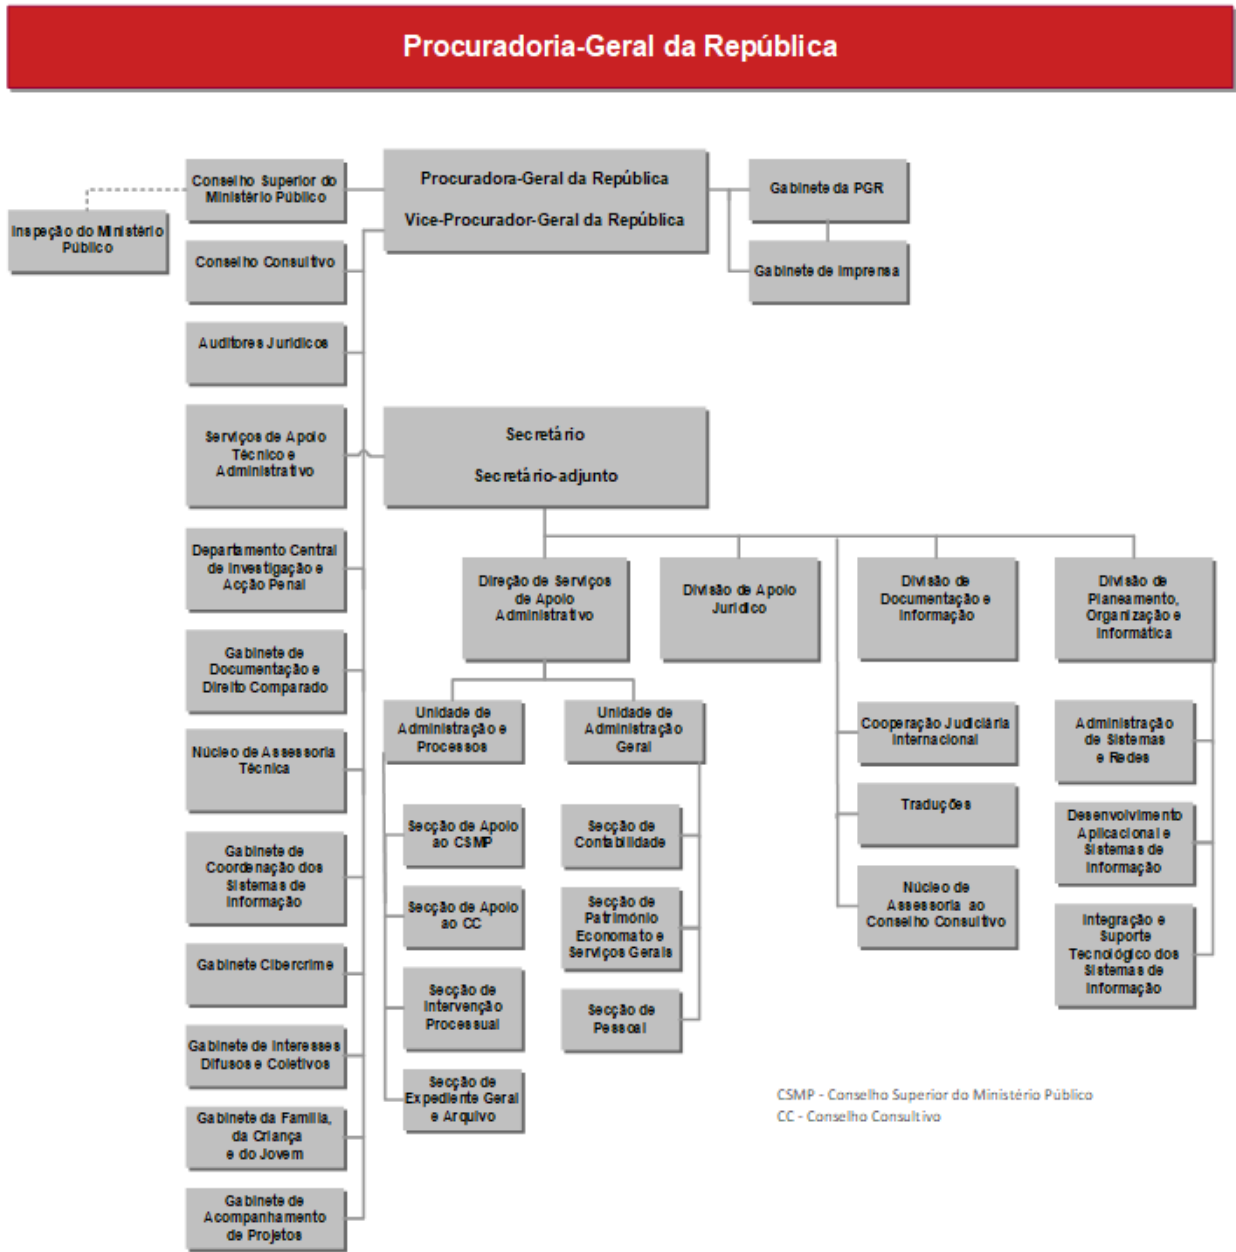 Procuradoria-Geral da República
Conselho Superior do
Ministério Público
Procuradora-Geral da República
Vice-Procurador-Geral da República
Gabinete da PGR
Inspeção do Ministério
Público
Conselho Consultivo
Gabinete de Imprensa
Auditores Jurídicos
Serviços de Apoio
Técnico e
Administrativo
Secretário
Secretário-adjunto
Departamento Central
de Investigação e
Acção Penal
Direção de Serviços
de Apoio
Administrativo
Divisão de Apoio
Jurídico
Divisão de
Documentação e
Informação
Divisão de
Planeamento,
Organização e
Informática
Gabinete de
Documentação e
Direito Comparado
Unidade de
Administração e
Processos
Unidade de
Administração
Geral
Cooperação Judiciária
Internacional
Administração
de Sistemas
e Redes
Núcleo de Assessoria
Técnica
Secção de Apoio
ao CSMP
Secção de
Contabilidade
Traduções
Desenvolvimento
Aplicacional e
Sistemas de
Informação
Gabinete de
Coordenação dos
Sistemas de
Informação
Secção de Apoio
ao CC
Secção de
Património
Economato e
Serviços Gerais
Núcleo de
Assessoria ao
Conselho Consultivo
Integração e
Suporte
Tecnológico dos
Sistemas de
Informação
Gabinete Cibercrime
Secção de
Intervenção
Processual
Secção de
Pessoal
Gabinete de Interesses
Difusos e Coletivos
Secção de
Expediente Geral
e Arquivo
Gabinete da Família,
da Criança
e do Jovem
Gabinete de
Acompanhamento
de Projetos
CSMP - Conselho Superior do Ministério Público
CC - Conselho Consultivo